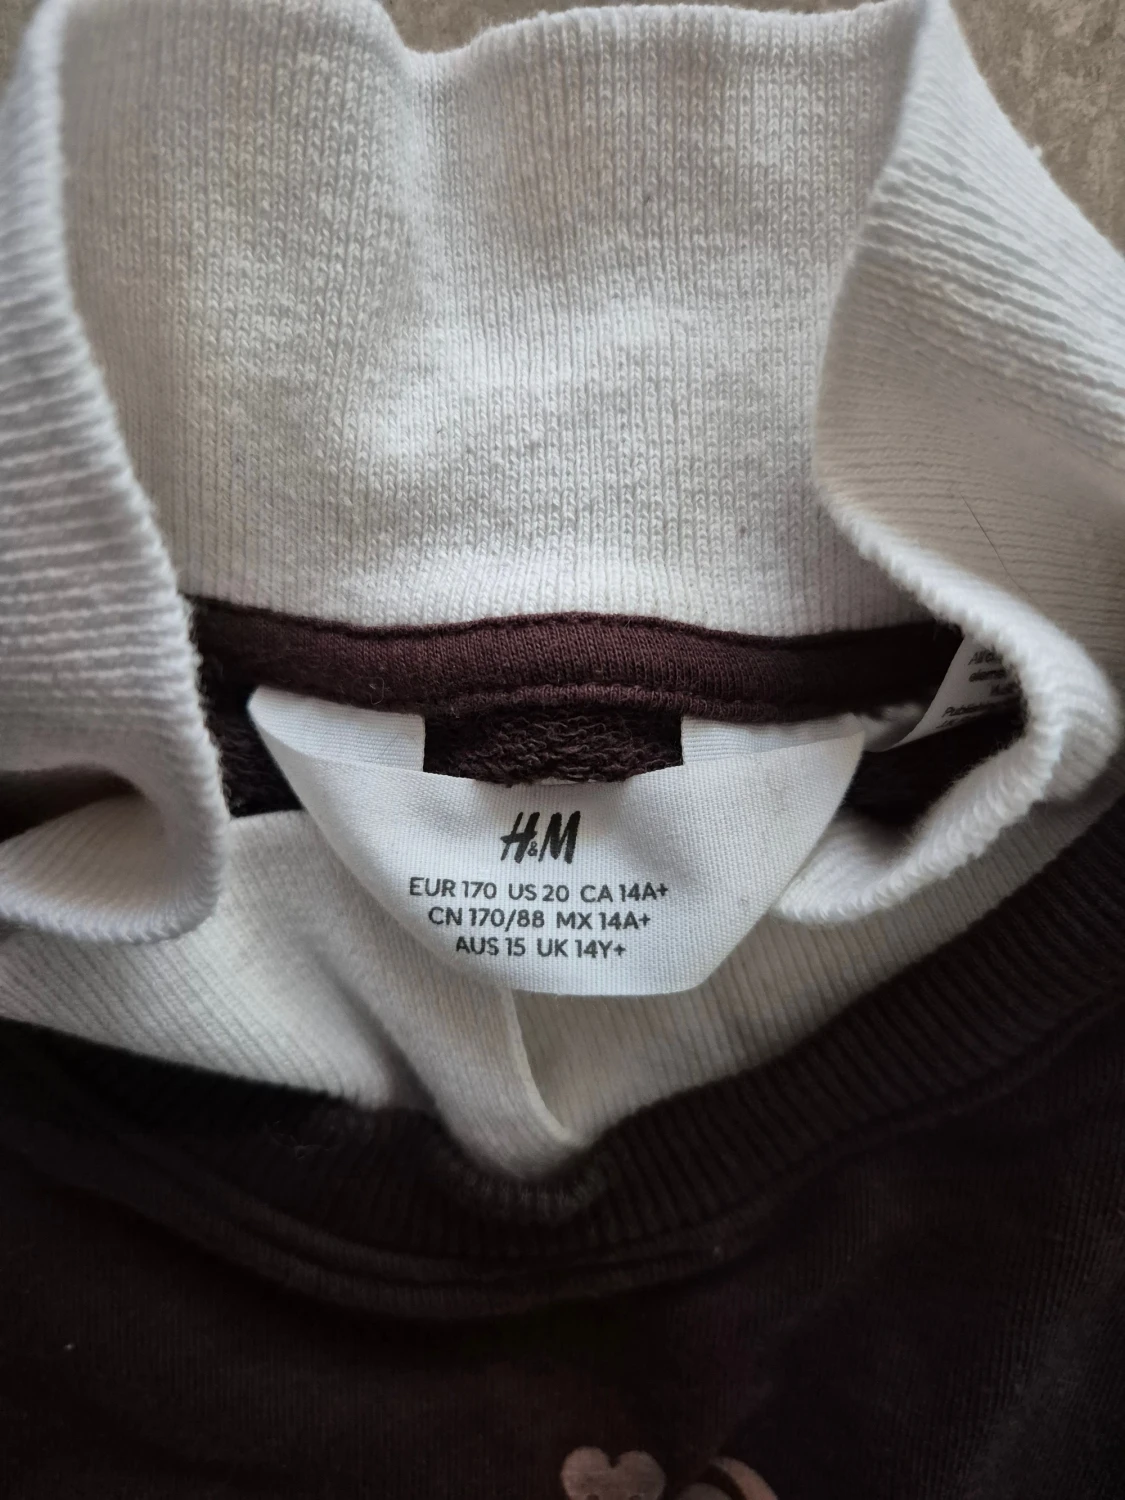 H&M
EUR 170 US 20 CA 14A+
CN 170/88 MX 14A+
AUS 15 UK 14Y+